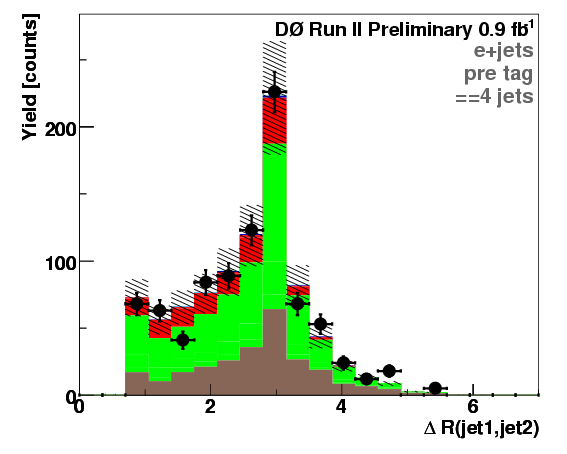 DØ Run II Preliminary 0.9 fb⁻¹
e+jets
pre tag
==4 jets
Yield [counts]
200
100
0
0 2 4 6
Δ R(jet1,jet2)